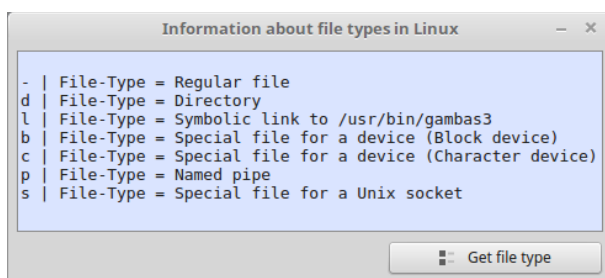 Information about file types in Linux
- | File-Type = Regular file
d | File-Type = Directory
l | File-Type = Symbolic link to /usr/bin/gambas3
b | File-Type = Special file for a device (Block device)
c | File-Type = Special file for a device (Character device)
p | File-Type = Named pipe
s | File-Type = Special file for a Unix socket
Get file type